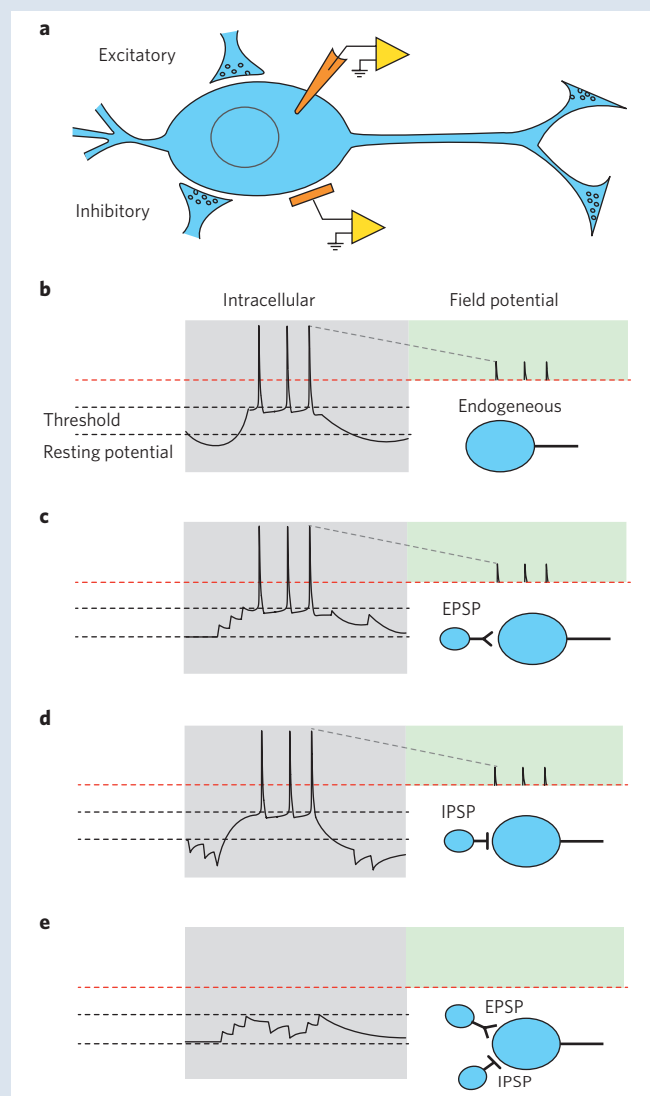 a
Excitatory
Inhibitory
b
Intracellular Field potential
Threshold
Endogeneous
Resting potential
c
EPSP
d
IPSP
e
EPSP
IPSP